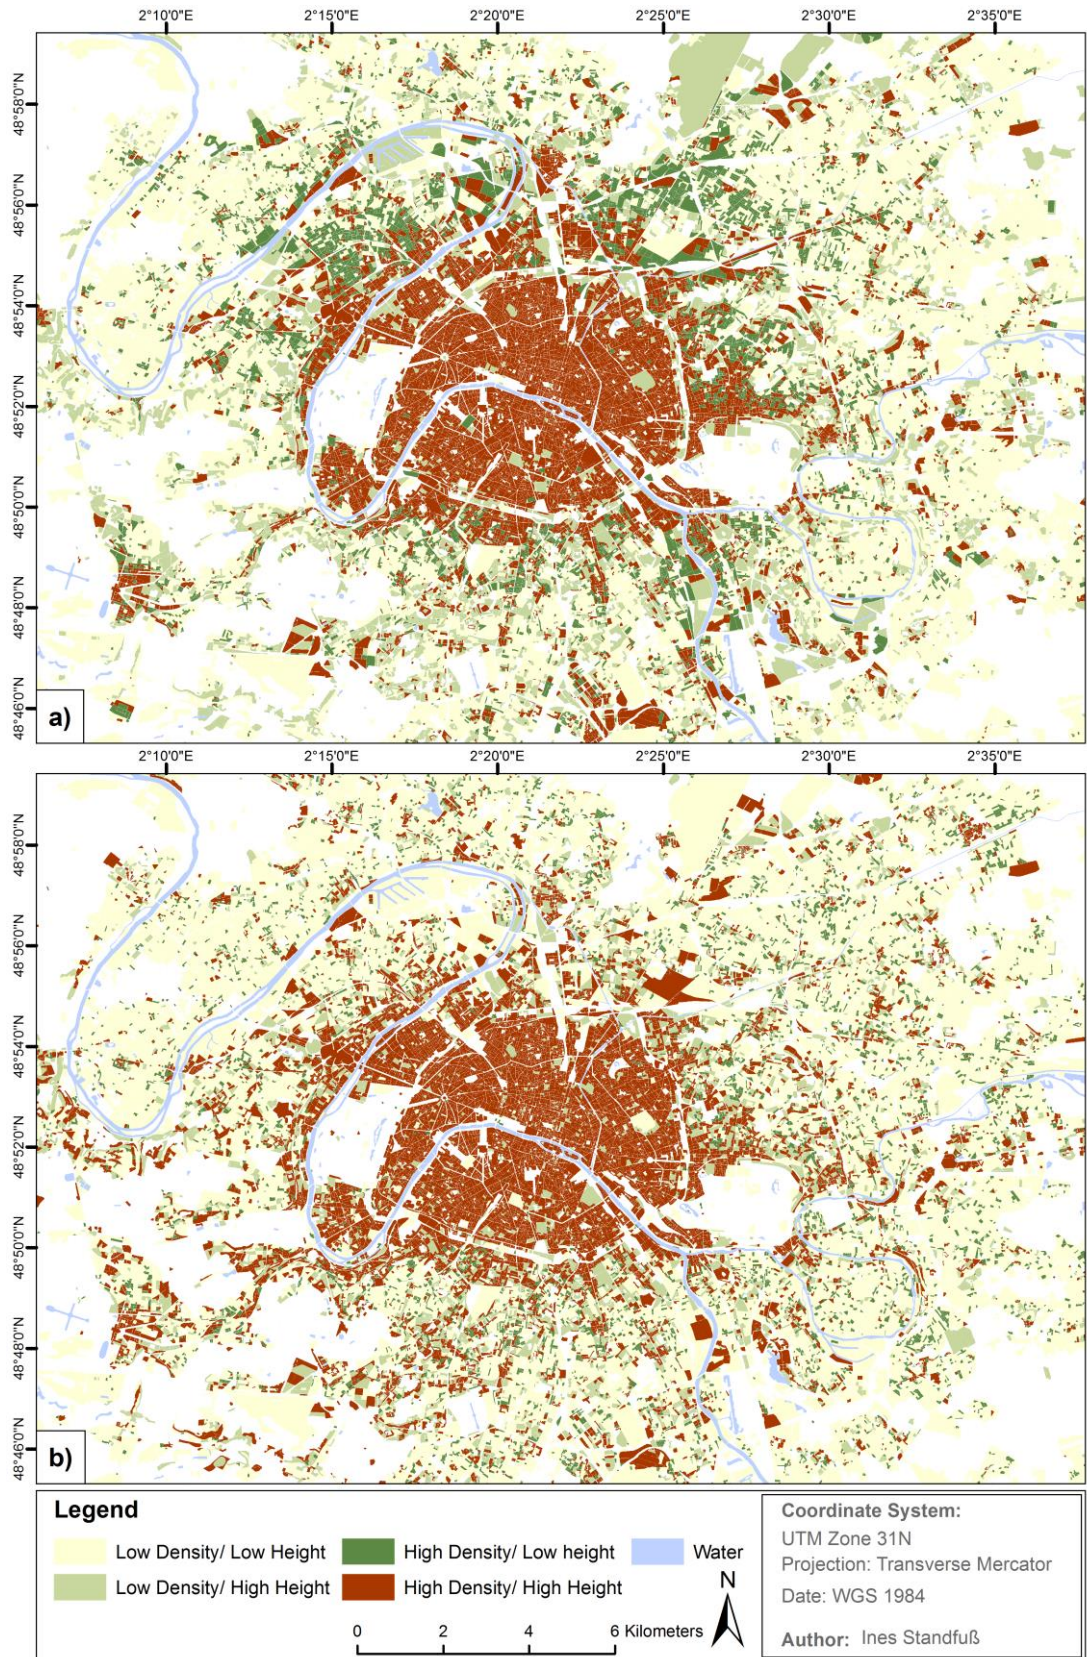 2°10'0"E 2°15'0"E 2°20'0"E 2°25'0"E 2°30'0"E 2°35'0"E
48°58'0"N
48°56'0"N
48°54'0"N
48°52'0"N
48°50'0"N
48°48'0"N
48°46'0"N
a)
2°10'0"E 2°15'0"E 2°20'0"E 2°25'0"E 2°30'0"E 2°35'0"E
48°58'0"N
48°56'0"N
48°54'0"N
48°52'0"N
48°50'0"N
48°48'0"N
48°46'0"N
b)
Legend
Low Density/ Low Height
High Density/ Low height
Water
Low Density/ High Height
High Density/ High Height
N
0 2 4 6 Kilometers
Coordinate System:
UTM Zone 31N
Projection: Transverse Mercator
Date: WGS 1984
Author: Ines Standfuß